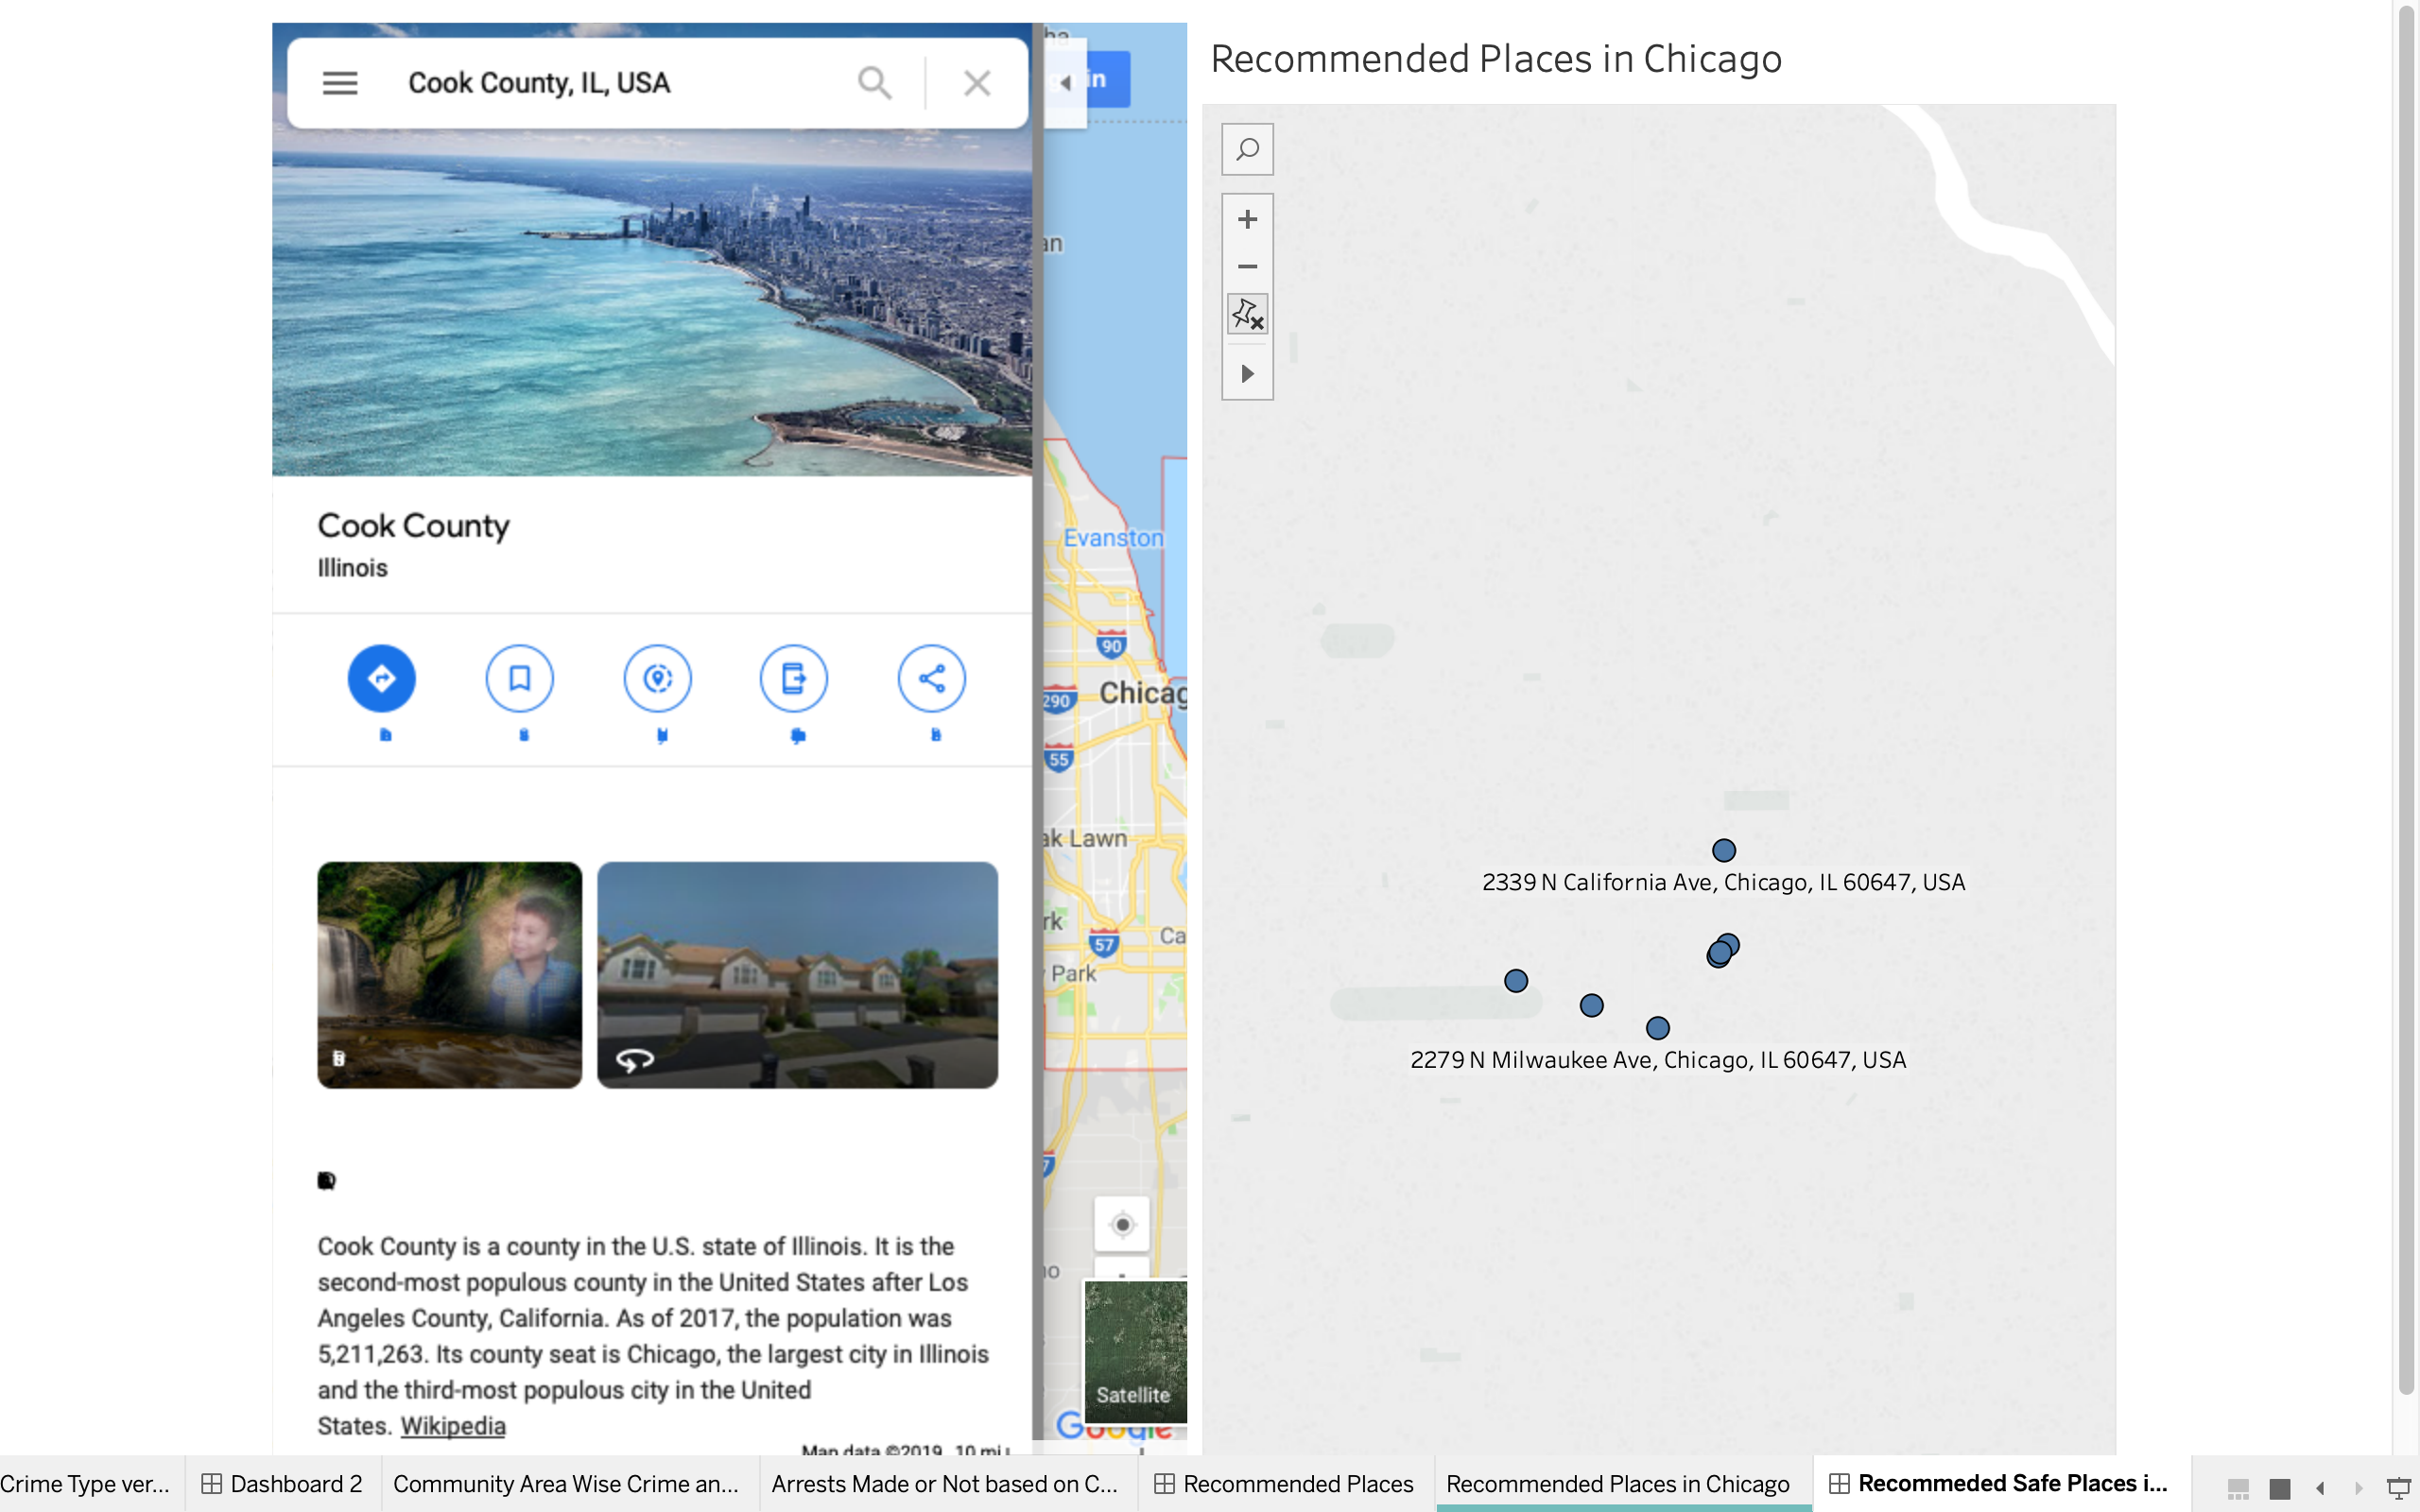 Cook County, IL, USA
in
Recommended Places in Chicago
Cook County
Illinois
Evanston
90
290
55
57
Park
Lawn
2339 N California Ave, Chicago, IL 60647, USA
2279 N Milwaukee Ave, Chicago, IL 60647, USA
Cook County is a county in the U.S. state of Illinois. It is the
second-most populous county in the United States after Los
Angeles County, California. As of 2017, the population was
5,211,263. Its county seat is Chicago, the largest city in Illinois
and the third-most populous city in the United
States. Wikipedia
Satellite
Google
Map data ©2019 10 mi
Crime Type ver...
Dashboard 2
Community Area Wise Crime an...
Arrests Made or Not based on C...
Recommended Places
Recommended Places in Chicago
Recommeded Safe Places i...